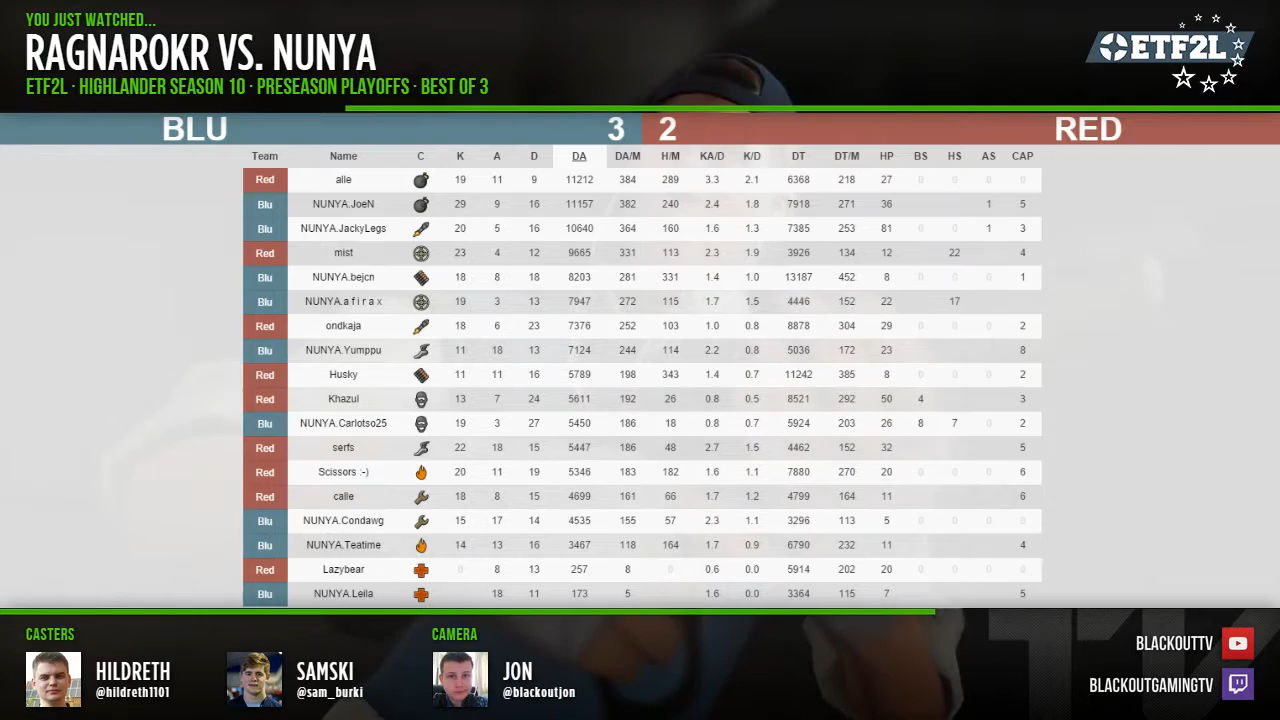 YOU JUST WATCHED...
RAGNAROKR VS. NUNYA
ETF2L · HIGHLANDER SEASON 10 · PRESEASON PLAYOFFS · BEST OF 3
ETF2L
BLU 3 2 RED
Team Name C K A D DA DA/M H/M KA/D K/D DT DT/M HP BS HS AS CAP
Red alle 19 11 9 11212 384 289 3.3 2.1 6368 218 27 0 0 0 0
Blu NUNYA.JoeN 29 9 16 11157 382 240 2.4 1.8 7918 271 36 1 5
Blu NUNYA.JackyLegs 20 5 16 10640 364 160 1.6 1.3 7385 253 81 0 0 1 3
Red mist 23 4 12 9665 331 113 2.3 1.9 3926 134 12 22 4
Blu NUNYA.bejcn 18 8 18 8203 281 331 1.4 1.0 13187 452 8 0 0 0 1
Blu NUNYA.a f i r a x 19 3 13 7947 272 115 1.7 1.5 4446 152 22 17
Red ondkaja 18 6 23 7376 252 103 1.0 0.8 8878 304 29 0 0 0 2
Blu NUNYA.Yumppu 11 18 13 7124 244 114 2.2 0.8 5036 172 23 8
Red Husky 11 11 16 5789 198 343 1.4 0.7 11242 385 8 0 0 0 2
Red Khazul 13 7 24 5611 192 26 0.8 0.5 8521 292 50 4 3
Blu NUNYA.Carlotso25 19 3 27 5450 186 18 0.8 0.7 5924 203 26 8 7 0 2
Red serfs 22 18 15 5447 186 48 2.7 1.5 4462 152 32 5
Red Scissors :-) 20 11 19 5346 183 182 1.6 1.1 7880 270 20 0 0 0 6
Red calle 18 8 15 4699 161 66 1.7 1.2 4799 164 11 6
Blu NUNYA.Condawg 15 17 14 4535 155 57 2.3 1.1 3296 113 5 0 0 0 0
Blu NUNYA.Teatime 14 13 16 3467 118 164 1.7 0.9 6790 232 11 4
Red Lazybear 0 8 13 257 8 0 0.6 0.0 5914 202 20 0 0 0 0
Blu NUNYA.Leila 18 11 173 5 1.6 0.0 3364 115 7 5
CASTERS
HILDRETH
@hildreth1101
SAMSKI
@sam_burki
CAMERA
JON
@blackoutjon
BLACKOUTTV
BLACKOUTGAMINGTV